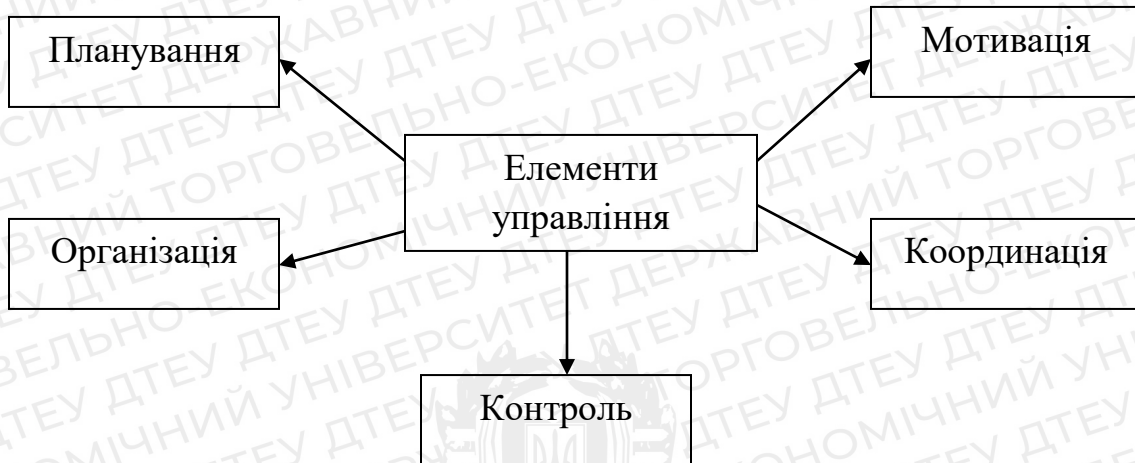 Планування
Мотивація
Елементи
управління
Організація
Координація
Контроль